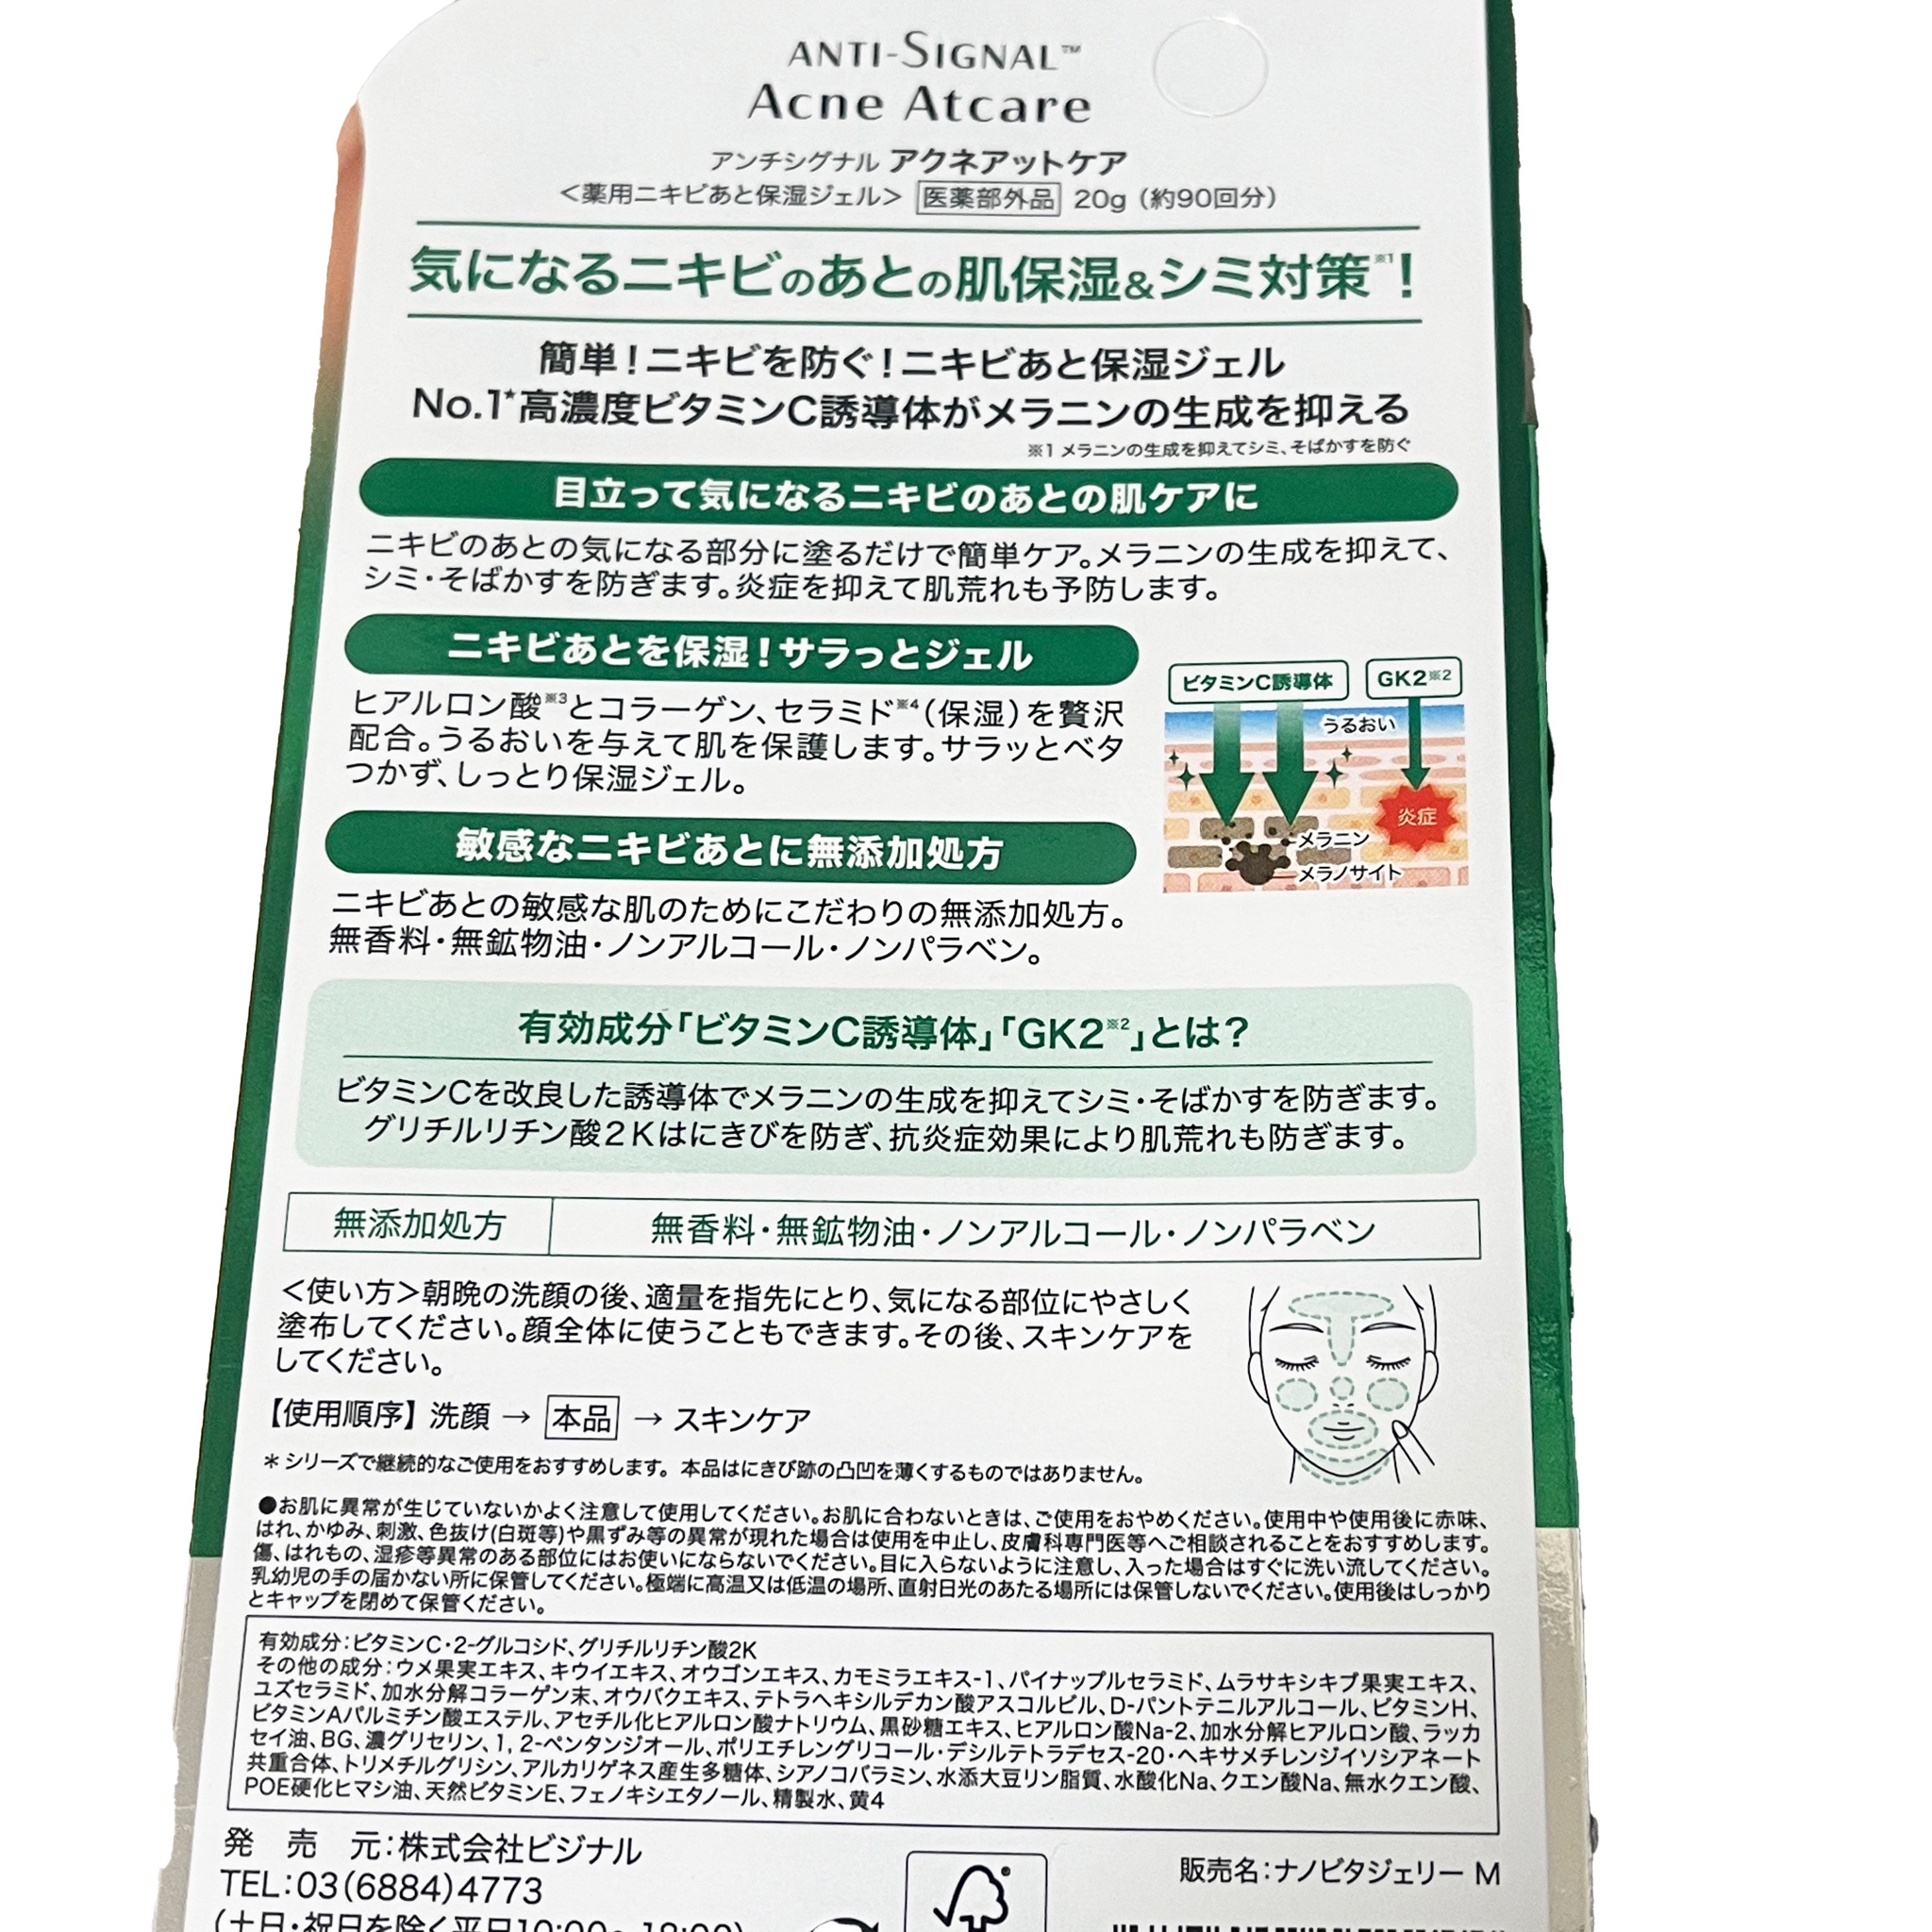 ANTI-SIGNAL™
Acne Atcare
アンチシグナル アクネアットケア
＜薬用ニキビあと保湿ジェル＞ 医薬部外品 20g（約90回分）
気になるニキビのあとの肌保湿&シミ対策※1！
簡単！ニキビを防ぐ！ニキビあと保湿ジェル
No.1*高濃度ビタミンC誘導体がメラニンの生成を抑える
※1 メラニンの生成を抑えてシミ、そばかすを防ぐ
目立って気になるニキビのあとの肌ケアに
ニキビのあとの気になる部分に塗るだけで簡単ケア。メラニンの生成を抑えて、
シミ・そばかすを防ぎます。炎症を抑えて肌荒れも予防します。
ニキビあとを保湿！サラっとジェル
ヒアルロン酸※3とコラーゲン、セラミド※4（保湿）を贅沢
配合。うるおいを与えて肌を保護します。サラッとベタ
つかず、しっとり保湿ジェル。
ビタミンC誘導体 GK2※2
うるおい
炎症
メラニン
メラノサイト
敏感なニキビあとに無添加処方
ニキビあとの敏感な肌のためにこだわりの無添加処方。
無香料・無鉱物油・ノンアルコール・ノンパラベン。
有効成分「ビタミンC誘導体」「GK2※2」とは？
ビタミンCを改良した誘導体でメラニンの生成を抑えてシミ・そばかすを防ぎます。
グリチルリチン酸２Kはにきびを防ぎ、抗炎症効果により肌荒れも防ぎます。
無添加処方 無香料・無鉱物油・ノンアルコール・ノンパラベン
＜使い方＞朝晩の洗顔の後、適量を指先にとり、気になる部位にやさしく
塗布してください。顔全体に使うこともできます。その後、スキンケアを
してください。
【使用順序】洗顔 → 本品 → スキンケア
＊シリーズで継続的なご使用をおすすめします。本品はにきび跡の凸凹を薄くするものではありません。
●お肌に異常が生じていないかよく注意して使用してください。お肌に合わないときは、ご使用をおやめください。使用中や使用後に赤味、
はれ、かゆみ、刺激、色抜け(白斑等)や黒ずみ等の異常が現れた場合は使用を中止し、皮膚科専門医等へご相談されることをおすすめします。
傷、はれもの、湿疹等異常のある部位にはお使いにならないでください。目に入らないように注意し、入った場合はすぐに洗い流してください。
乳幼児の手の届かない所に保管してください。極端に高温又は低温の場所、直射日光のあたる場所には保管しないでください。使用後はしっかり
とキャップを閉めて保管ください。
有効成分：ビタミンC・2-グルコシド、グリチルリチン酸2K
その他の成分：ウメ果実エキス、キウイエキス、オウゴンエキス、カモミラエキス-1、パイナップルセラミド、ムラサキシキブ果実エキス、
ユズセラミド、加水分解コラーゲン末、オウバクエキス、テトラヘキシルデカン酸アスコルビル、D-パントテニルアルコール、ビタミンH、
ビタミンAパルミチン酸エステル、アセチル化ヒアルロン酸ナトリウム、黒砂糖エキス、ヒアルロン酸Na-2、加水分解ヒアルロン酸、ラッカ
セイ油、BG、濃グリセリン、1, 2-ペンタンジオール、ポリエチレングリコール・デシルテトラデセス-20・ヘキサメチレンジイソシアネート
共重合体、トリメチルグリシン、アルカリゲネス産生多糖体、シアノコバラミン、水添大豆リン脂質、水酸化Na、クエン酸Na、無水クエン酸、
POE硬化ヒマシ油、天然ビタミンE、フェノキシエタノール、精製水、黄4
発 売 元：株式会社ビジナル
TEL：03(6884)4773
(土日・祝日を除く平日10:00～18:00)
販売名：ナノビタジェリー M